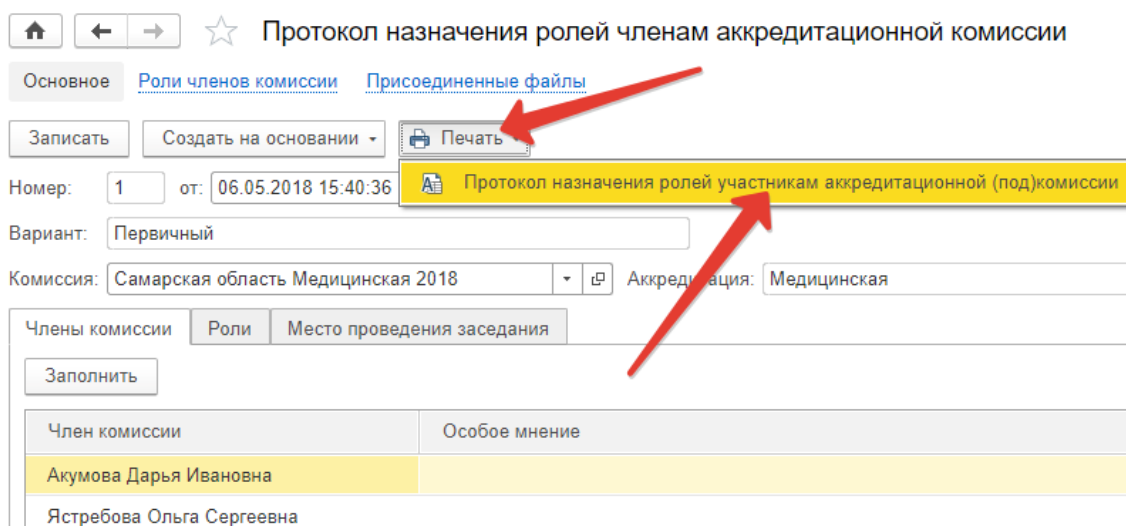 Протокол назначения ролей членам аккредитационной комиссии
Основное Роли членов комиссии Присоединенные файлы
Записать Создать на основании Печать
Протокол назначения ролей участникам аккредитационной (под)комиссии
Номер: 1 от: 06.05.2018 15:40:36
Вариант: Первичный
Комиссия: Самарская область Медицинская 2018 Аккредитация: Медицинская
Члены комиссии Роли Место проведения заседания
Заполнить
Член комиссии Особое мнение
Акумова Дарья Ивановна
Ястребова Ольга Сергеевна